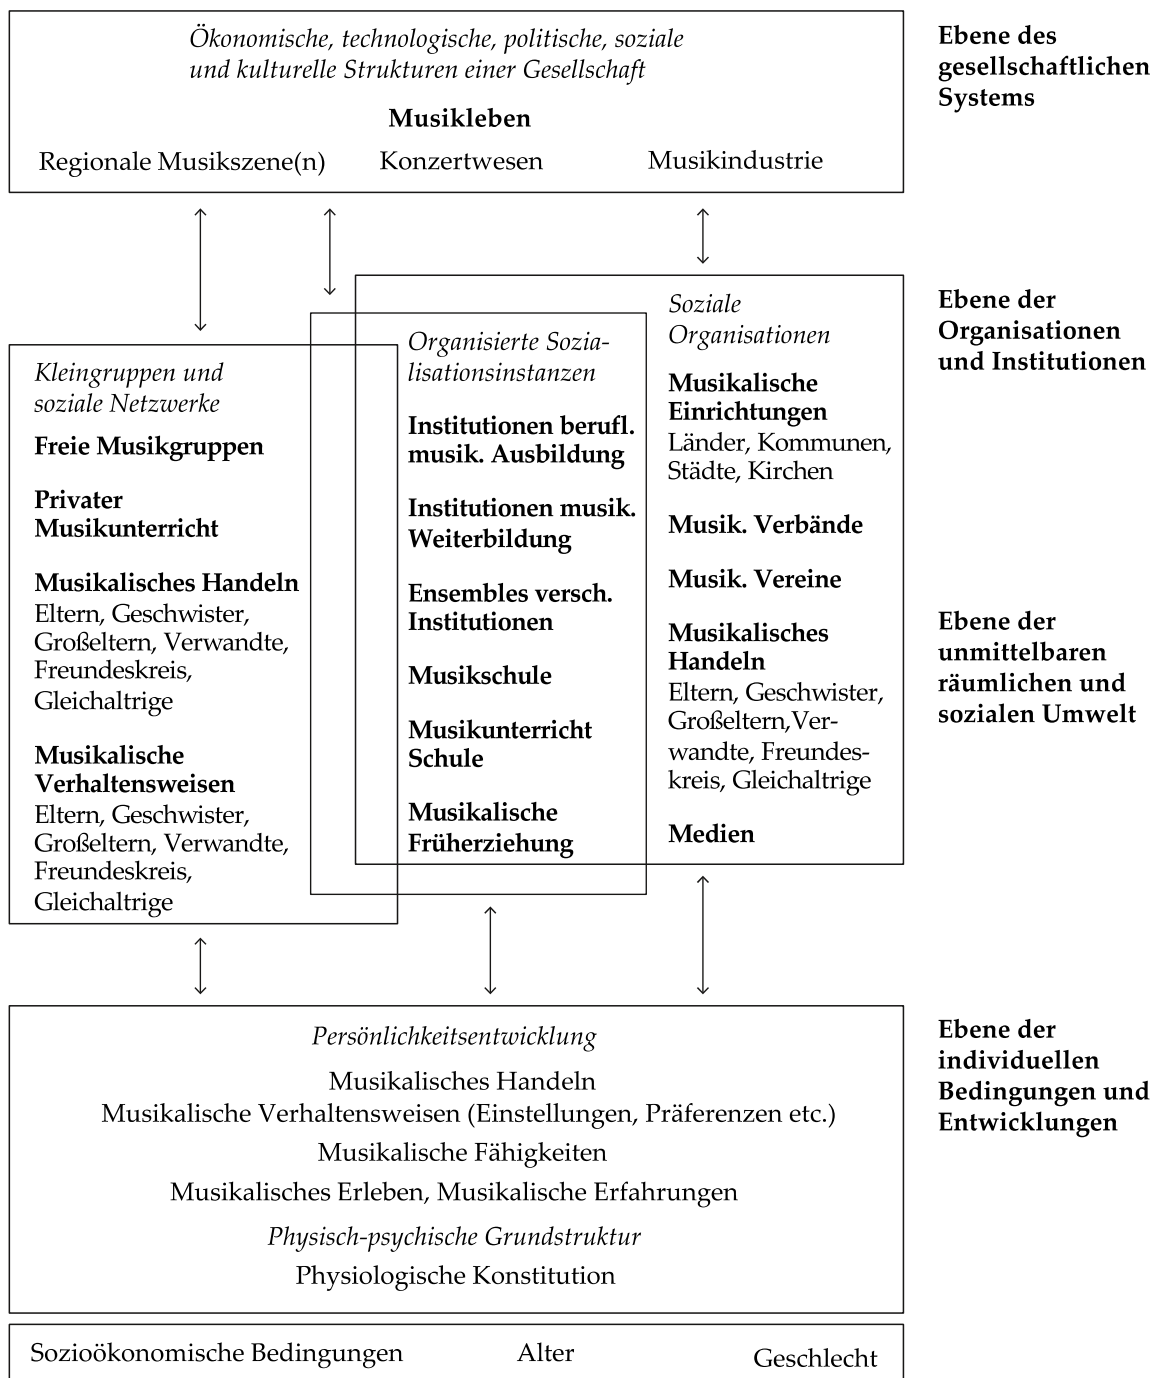 Ökonomische, technologische, politische, soziale
und kulturelle Strukturen einer Gesellschaft
Musikleben
Regionale Musikszene(n) Konzertwesen Musikindustrie
Ebene des
gesellschaftlichen
Systems
Kleingruppen und
soziale Netzwerke
Freie Musikgruppen
Privater
Musikunterricht
Musikalisches Handeln
Eltern, Geschwister,
Großeltern, Verwandte,
Freundeskreis,
Gleichaltrige
Musikalische
Verhaltensweisen
Eltern, Geschwister,
Großeltern, Verwandte,
Freundeskreis,
Gleichaltrige
Organisierte Sozia-
lisationsinstanzen
Institutionen berufl.
musik. Ausbildung
Institutionen musik.
Weiterbildung
Ensembles versch.
Institutionen
Musikschule
Musikunterricht
Schule
Musikalische
Früherziehung
Soziale
Organisationen
Musikalische
Einrichtungen
Länder, Kommunen,
Städte, Kirchen
Musik. Verbände
Musik. Vereine
Musikalisches
Handeln
Eltern, Geschwister,
Großeltern,Ver-
wandte, Freundes-
kreis, Gleichaltrige
Medien
Ebene der
Organisationen
und Institutionen
Ebene der
unmittelbaren
räumlichen und
sozialen Umwelt
Persönlichkeitsentwicklung
Musikalisches Handeln
Musikalische Verhaltensweisen (Einstellungen, Präferenzen etc.)
Musikalische Fähigkeiten
Musikalisches Erleben, Musikalische Erfahrungen
Physisch-psychische Grundstruktur
Physiologische Konstitution
Ebene der
individuellen
Bedingungen und
Entwicklungen
Sozioökonomische Bedingungen Alter Geschlecht